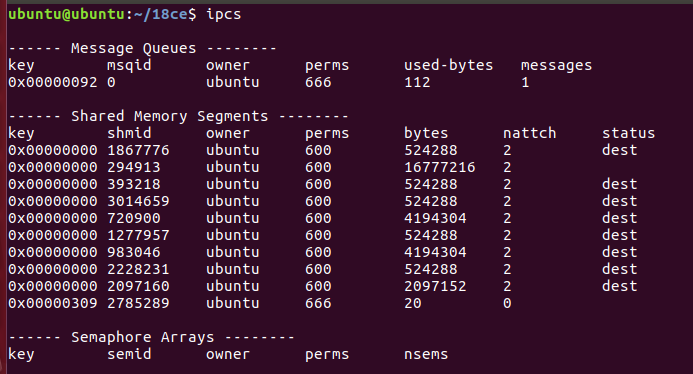 ubuntu@ubuntu:~/18ce$ ipcs
------ Message Queues --------
key msqid owner perms used-bytes messages
0x00000092 0 ubuntu 666 112 1
------ Shared Memory Segments --------
key shmid owner perms bytes nattch status
0x00000000 1867776 ubuntu 600 524288 2 dest
0x00000000 294913 ubuntu 600 16777216 2
0x00000000 393218 ubuntu 600 524288 2 dest
0x00000000 3014659 ubuntu 600 524288 2 dest
0x00000000 720900 ubuntu 600 4194304 2 dest
0x00000000 1277957 ubuntu 600 524288 2 dest
0x00000000 983046 ubuntu 600 4194304 2 dest
0x00000000 2228231 ubuntu 600 524288 2 dest
0x00000000 2097160 ubuntu 600 2097152 2 dest
0x00000309 2785289 ubuntu 666 20 0
------ Semaphore Arrays --------
key semid owner perms nsems